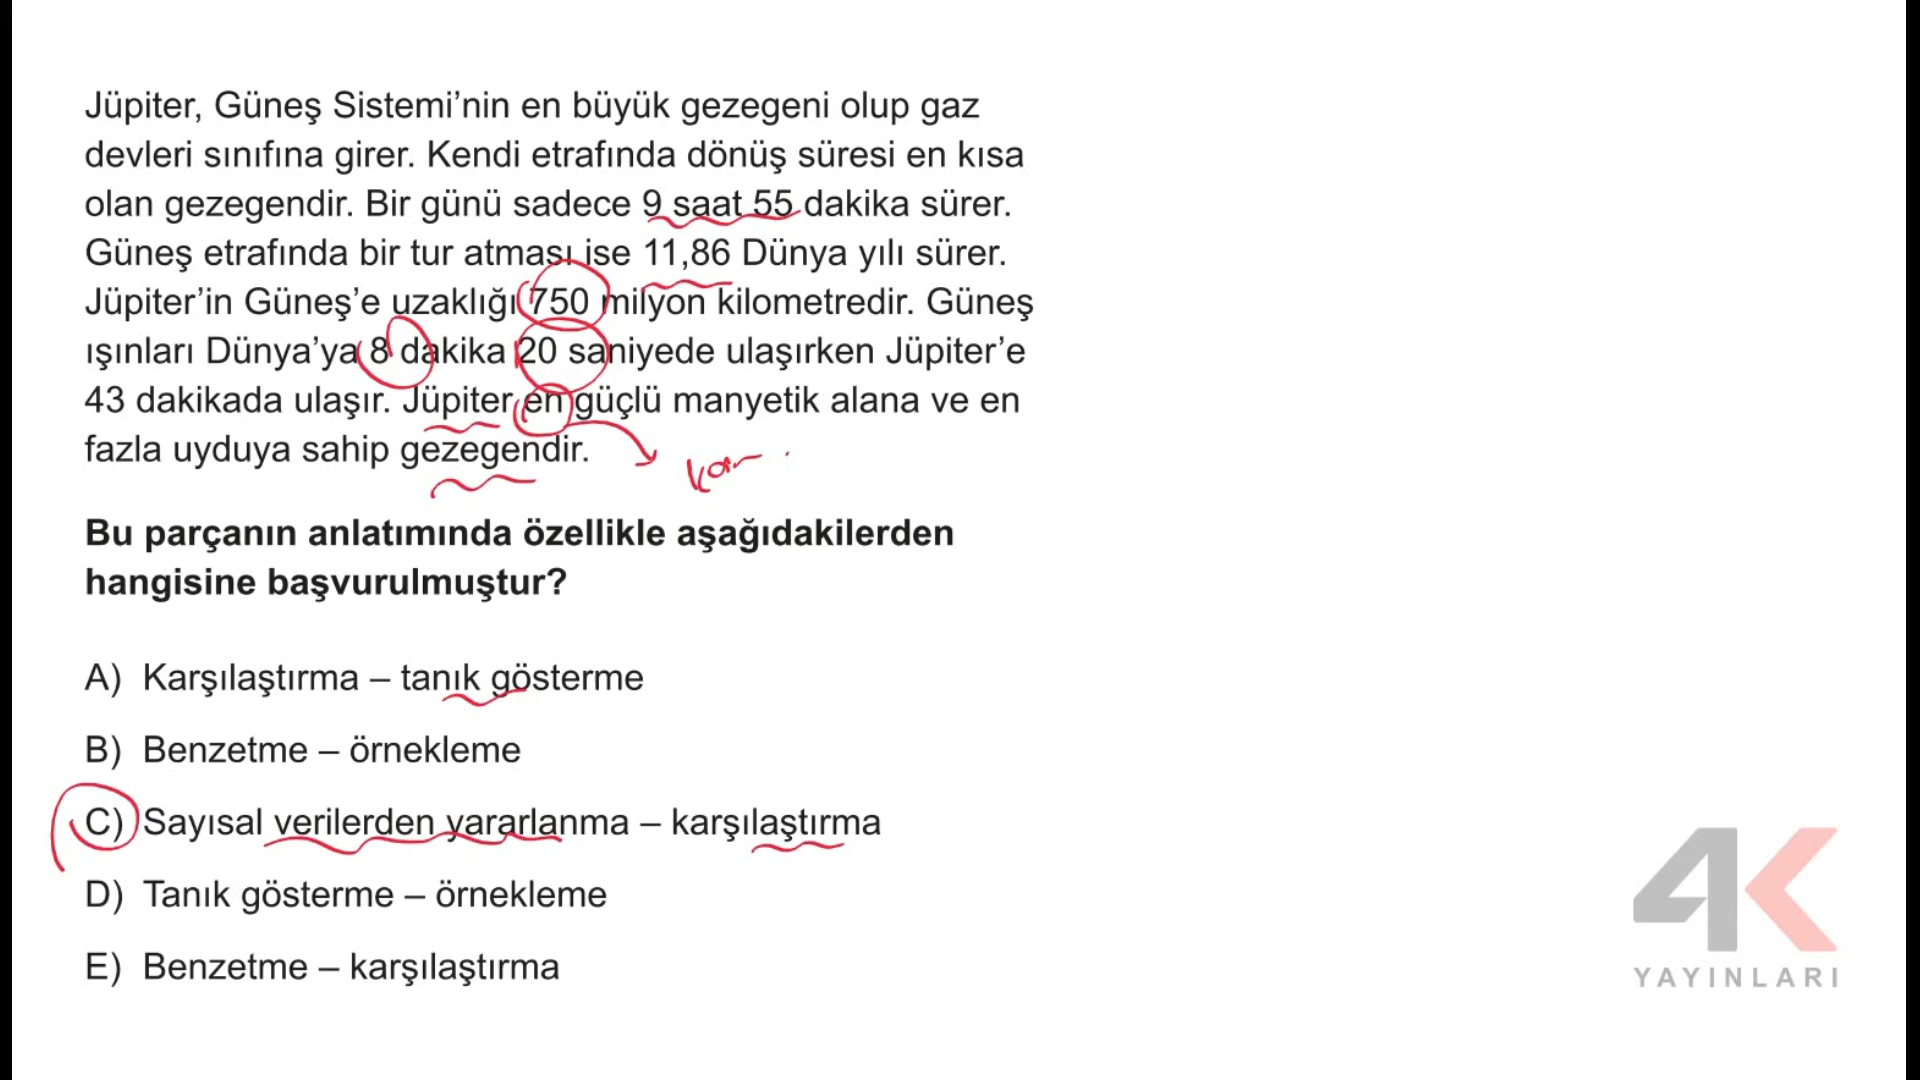 Jüpiter, Güneş Sistemi’nin en büyük gezegeni olup gaz
devleri sınıfına girer. Kendi etrafında dönüş süresi en kısa
olan gezegendir. Bir günü sadece 9 saat 55 dakika sürer.
Güneş etrafında bir tur atması ise 11,86 Dünya yılı sürer.
Jüpiter’in Güneş’e uzaklığı 750 milyon kilometredir. Güneş
ışınları Dünya’ya 8 dakika 20 saniyede ulaşırken Jüpiter’e
43 dakikada ulaşır. Jüpiter en güçlü manyetik alana ve en
fazla uyduya sahip gezegendir.
kar
Bu parçanın anlatımında özellikle aşağıdakilerden
hangisine başvurulmuştur?
A) Karşılaştırma – tanık gösterme
B) Benzetme – örnekleme
C) Sayısal verilerden yararlanma – karşılaştırma
D) Tanık gösterme – örnekleme
E) Benzetme – karşılaştırma
4K
YAYINLARI